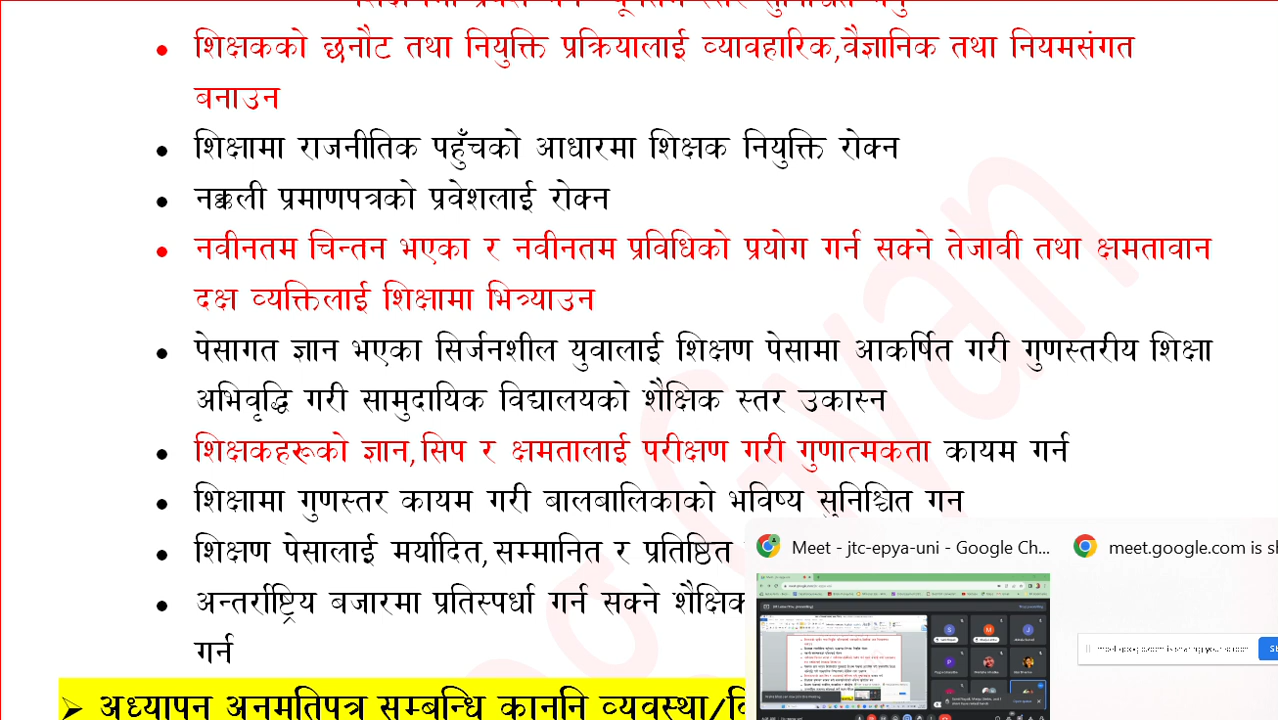 शिक्षकको छनौट तथा नियुक्ति प्रक्रियालाई व्यावहारिक,वैज्ञानिक तथा नियमसंगत
बनाउन
शिक्षामा राजनीतिक पहुँचको आधारमा शिक्षक नियुक्ति रोक्न
नक्कली प्रमाणपत्रको प्रवेशलाई रोक्न
नवीनतम चिन्तन भएका र नवीनतम प्रविधिको प्रयोग गर्न सक्ने तेजावी तथा क्षमतावान
दक्ष व्यक्तिलाई शिक्षामा भित्र्याउन
पेसागत ज्ञान भएका सिर्जनशील युवालाई शिक्षण पेसामा आकर्षित गरी गुणस्तरीय शिक्षा
अभिवृद्धि गरी सामुदायिक विद्यालयको शैक्षिक स्तर उकास्न
शिक्षकहरूको ज्ञान,सिप र क्षमतालाई परीक्षण गरी गुणात्मकता कायम गर्न
शिक्षामा गुणस्तर कायम गरी बालबालिकाको भविष्य सुनिश्चित गर्न
शिक्षण पेसालाई मर्यादित,सम्मानित र प्रतिष्ठित
Meet - jtc-epya-uni - Google Ch...
meet.google.com is sh
अन्तर्राष्ट्रिय बजारमा प्रतिस्पर्धा गर्न सक्ने शैक्षिक
गर्न
अध्यापन अनुमतिपत्र सम्बन्धि कानुनि व्यवस्था/
Gyan